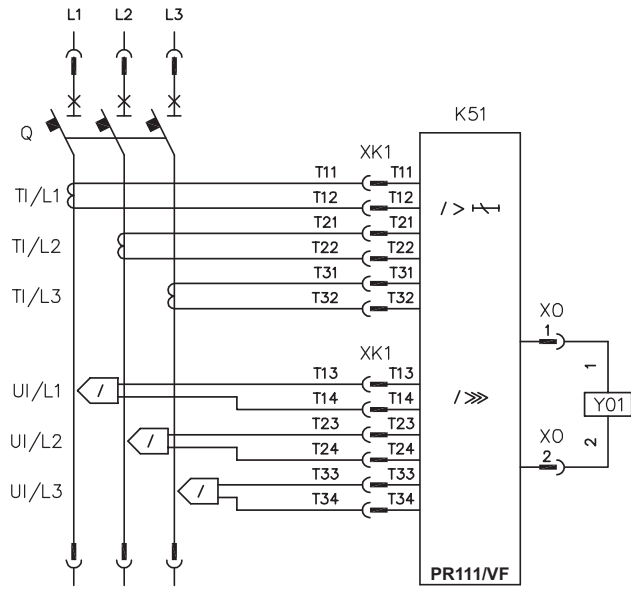 L1 L2 L3
K51
Q
XK1
T11 T11
TI/L1
T12 T12
T21 T21
/ >
TI/L2
T22 T22
T31 T31
TI/L3
T32 T32
XO
1
1
XK1
T13 T13
UI/L1
T14 T14
/ >>>
Y01
T23 T23
UI/L2
/
T24 T24
XO
2
2
T33 T33
UI/L3
/
T34 T34
/
PR111/VF